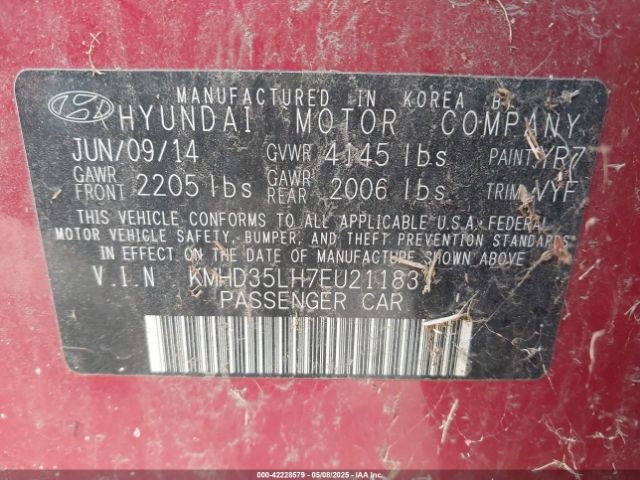 MANUFACTURED IN KOREA BY
HYUNDAI MOTOR COMPANY
JUN/09/14 GVWR 4145 lbs PAINT YR7
GAWR FRONT 2205 lbs GAWR REAR 2006 lbs TRIM VYF
THIS VEHICLE CONFORMS TO ALL APPLICABLE U.S.A. FEDERAL
MOTOR VEHICLE SAFETY, BUMPER, AND THEFT PREVENTION STANDARDS
IN EFFECT ON THE DATE OF MANUFACTURE SHOWN ABOVE.
V.I.N KMHD35LH7EU21183
PASSENGER CAR
000-42228579 | 05/08/2025 - IAA Inc.